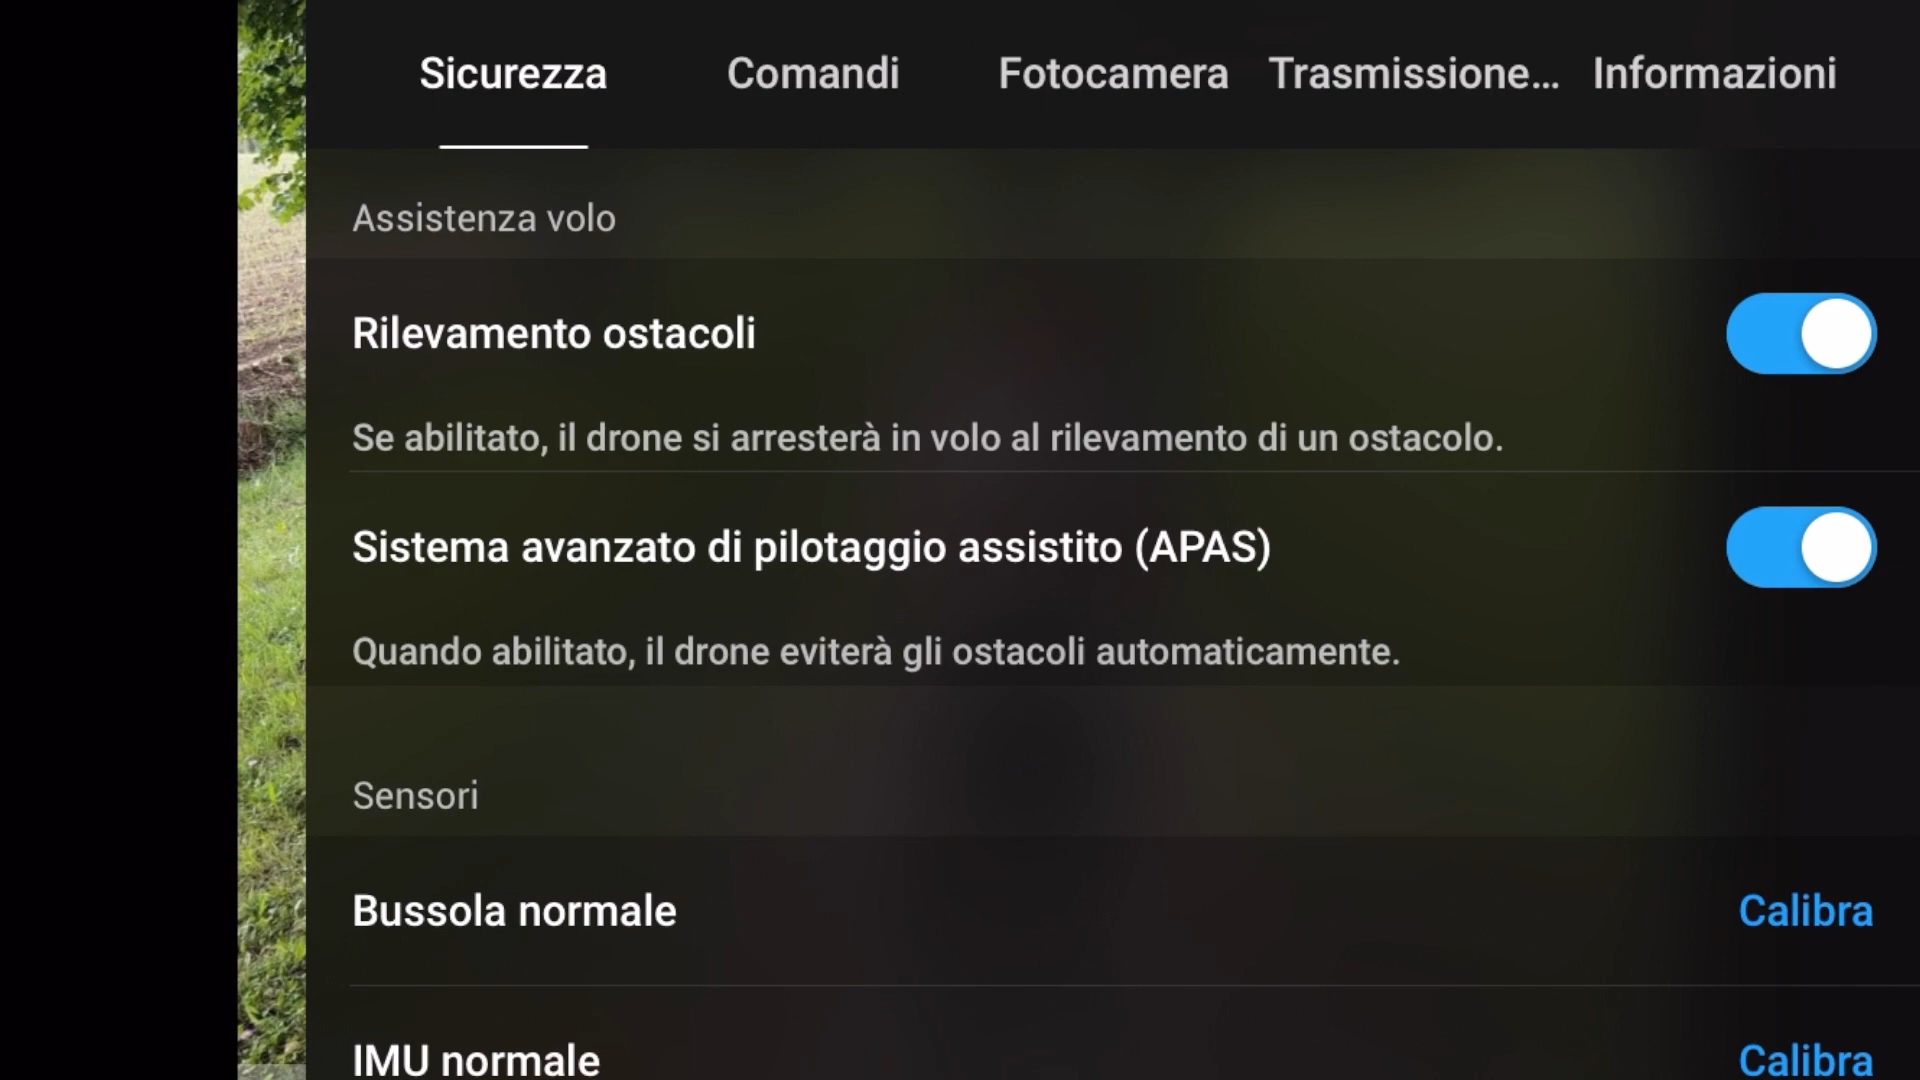 Sicurezza Comandi Fotocamera Trasmissione... Informazioni
Assistenza volo
Rilevamento ostacoli
Se abilitato, il drone si arresterà in volo al rilevamento di un ostacolo.
Sistema avanzato di pilotaggio assistito (APAS)
Quando abilitato, il drone eviterà gli ostacoli automaticamente.
Sensori
Bussola normale Calibra
IMU normale Calibra